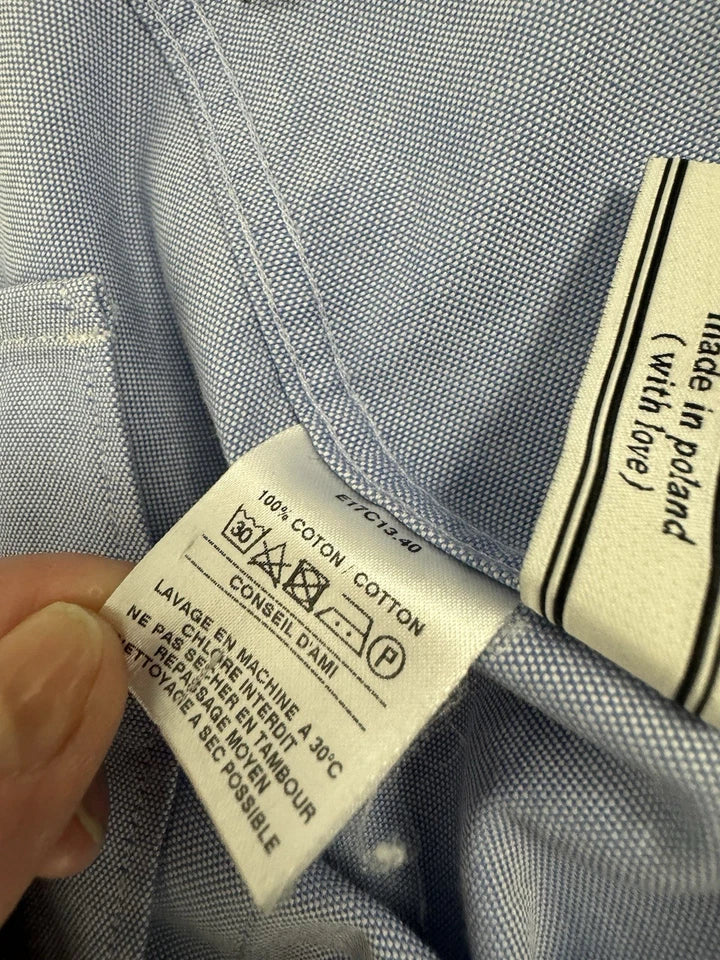 E17C13.40
100% COTON / COTTON
30 P
CONSEIL D'AMI
LAVAGE EN MACHINE A 30°C
CHLORE INTERDIT
NE PAS SECHER EN TAMBOUR
REPASSAGE MOYEN
NETTOYAGE A SEC POSSIBLE
made in poland
( with love )